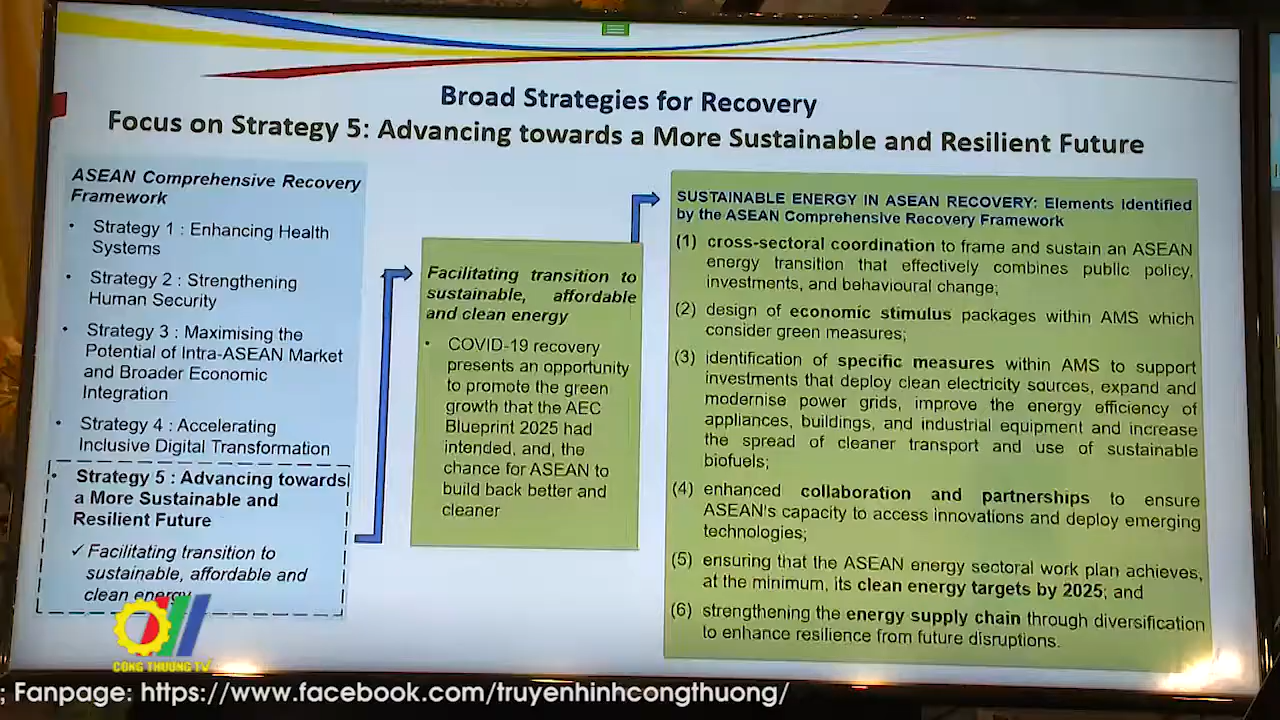 Broad Strategies for Recovery
Focus on Strategy 5: Advancing towards a More Sustainable and Resilient Future
ASEAN Comprehensive Recovery
Framework
• Strategy 1 : Enhancing Health
Systems
• Strategy 2 : Strengthening
Human Security
• Strategy 3 : Maximising the
Potential of Intra-ASEAN Market
and Broader Economic
Integration
• Strategy 4 : Accelerating
Inclusive Digital Transformation
• Strategy 5 : Advancing towards
a More Sustainable and
Resilient Future
✓ Facilitating transition to
sustainable, affordable and
clean energy
Facilitating transition to
sustainable, affordable
and clean energy
• COVID-19 recovery
presents an opportunity
to promote the green
growth that the AEC
Blueprint 2025 had
intended, and, the
chance for ASEAN to
build back better and
cleaner
SUSTAINABLE ENERGY IN ASEAN RECOVERY: Elements Identified
by the ASEAN Comprehensive Recovery Framework
(1) cross-sectoral coordination to frame and sustain an ASEAN
energy transition that effectively combines public policy,
investments, and behavioural change;
(2) design of economic stimulus packages within AMS which
consider green measures;
(3) identification of specific measures within AMS to support
investments that deploy clean electricity sources, expand and
modernise power grids, improve the energy efficiency of
appliances, buildings, and industrial equipment and increase
the spread of cleaner transport and use of sustainable
biofuels;
(4) enhanced collaboration and partnerships to ensure
ASEAN's capacity to access innovations and deploy emerging
technologies;
(5) ensuring that the ASEAN energy sectoral work plan achieves,
at the minimum, its clean energy targets by 2025; and
(6) strengthening the energy supply chain through diversification
to enhance resilience from future disruptions.
CÔNG THƯƠNG TV
; Fanpage: https://www.facebook.com/truyenhinhcongthuong/